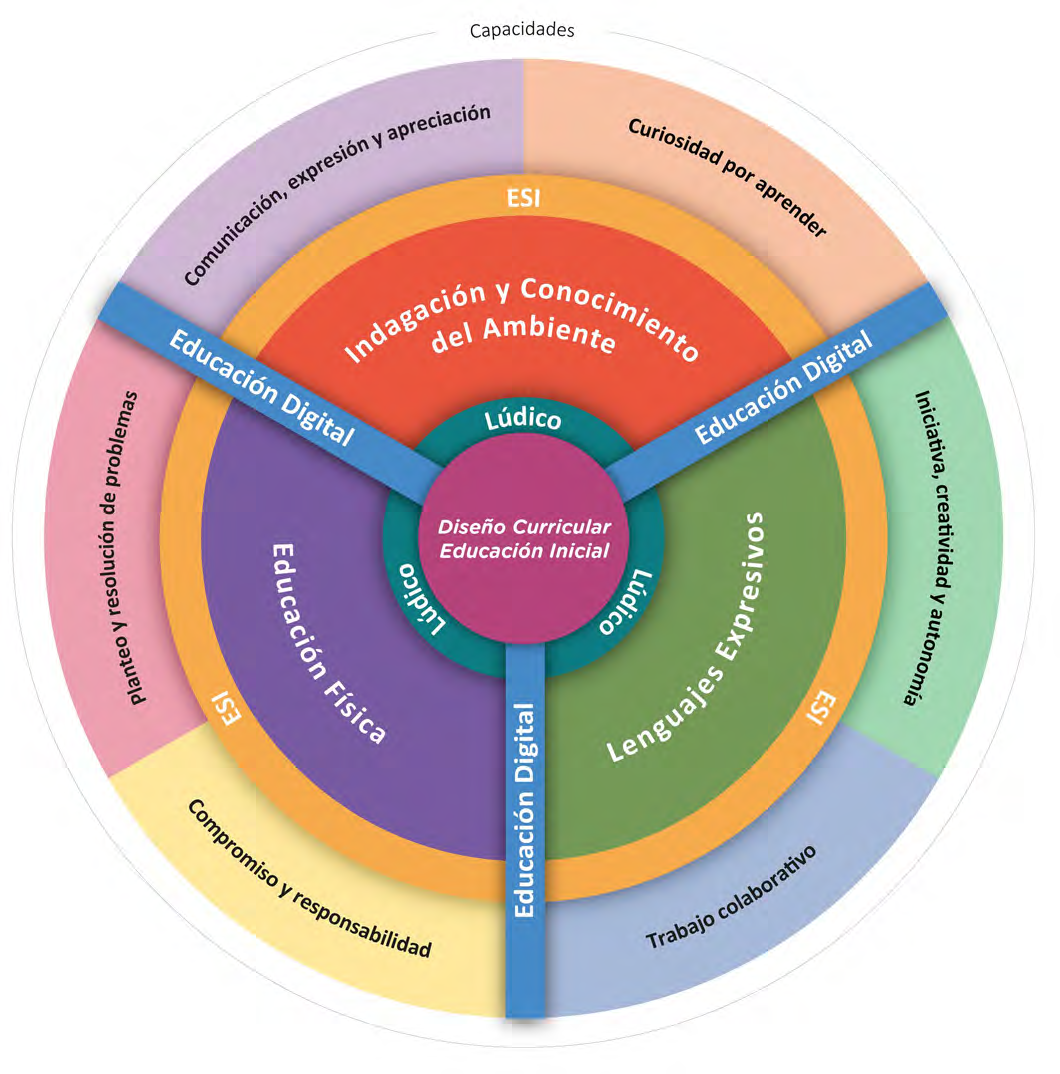 Capacidades
Comunicación, expresión y apreciación
Curiosidad por aprender
ESI
Indagación y Conocimiento
del Ambiente
Educación Digital
Educación Digital
Lúdico
Planteo y resolución de problemas
Iniciativa, creatividad y autonomía
Diseño Curricular
Educación Inicial
Educación Física
Lúdico
Lúdico
Lenguajes Expresivos
ESI
ESI
Educación Digital
Compromiso y responsabilidad
Trabajo colaborativo